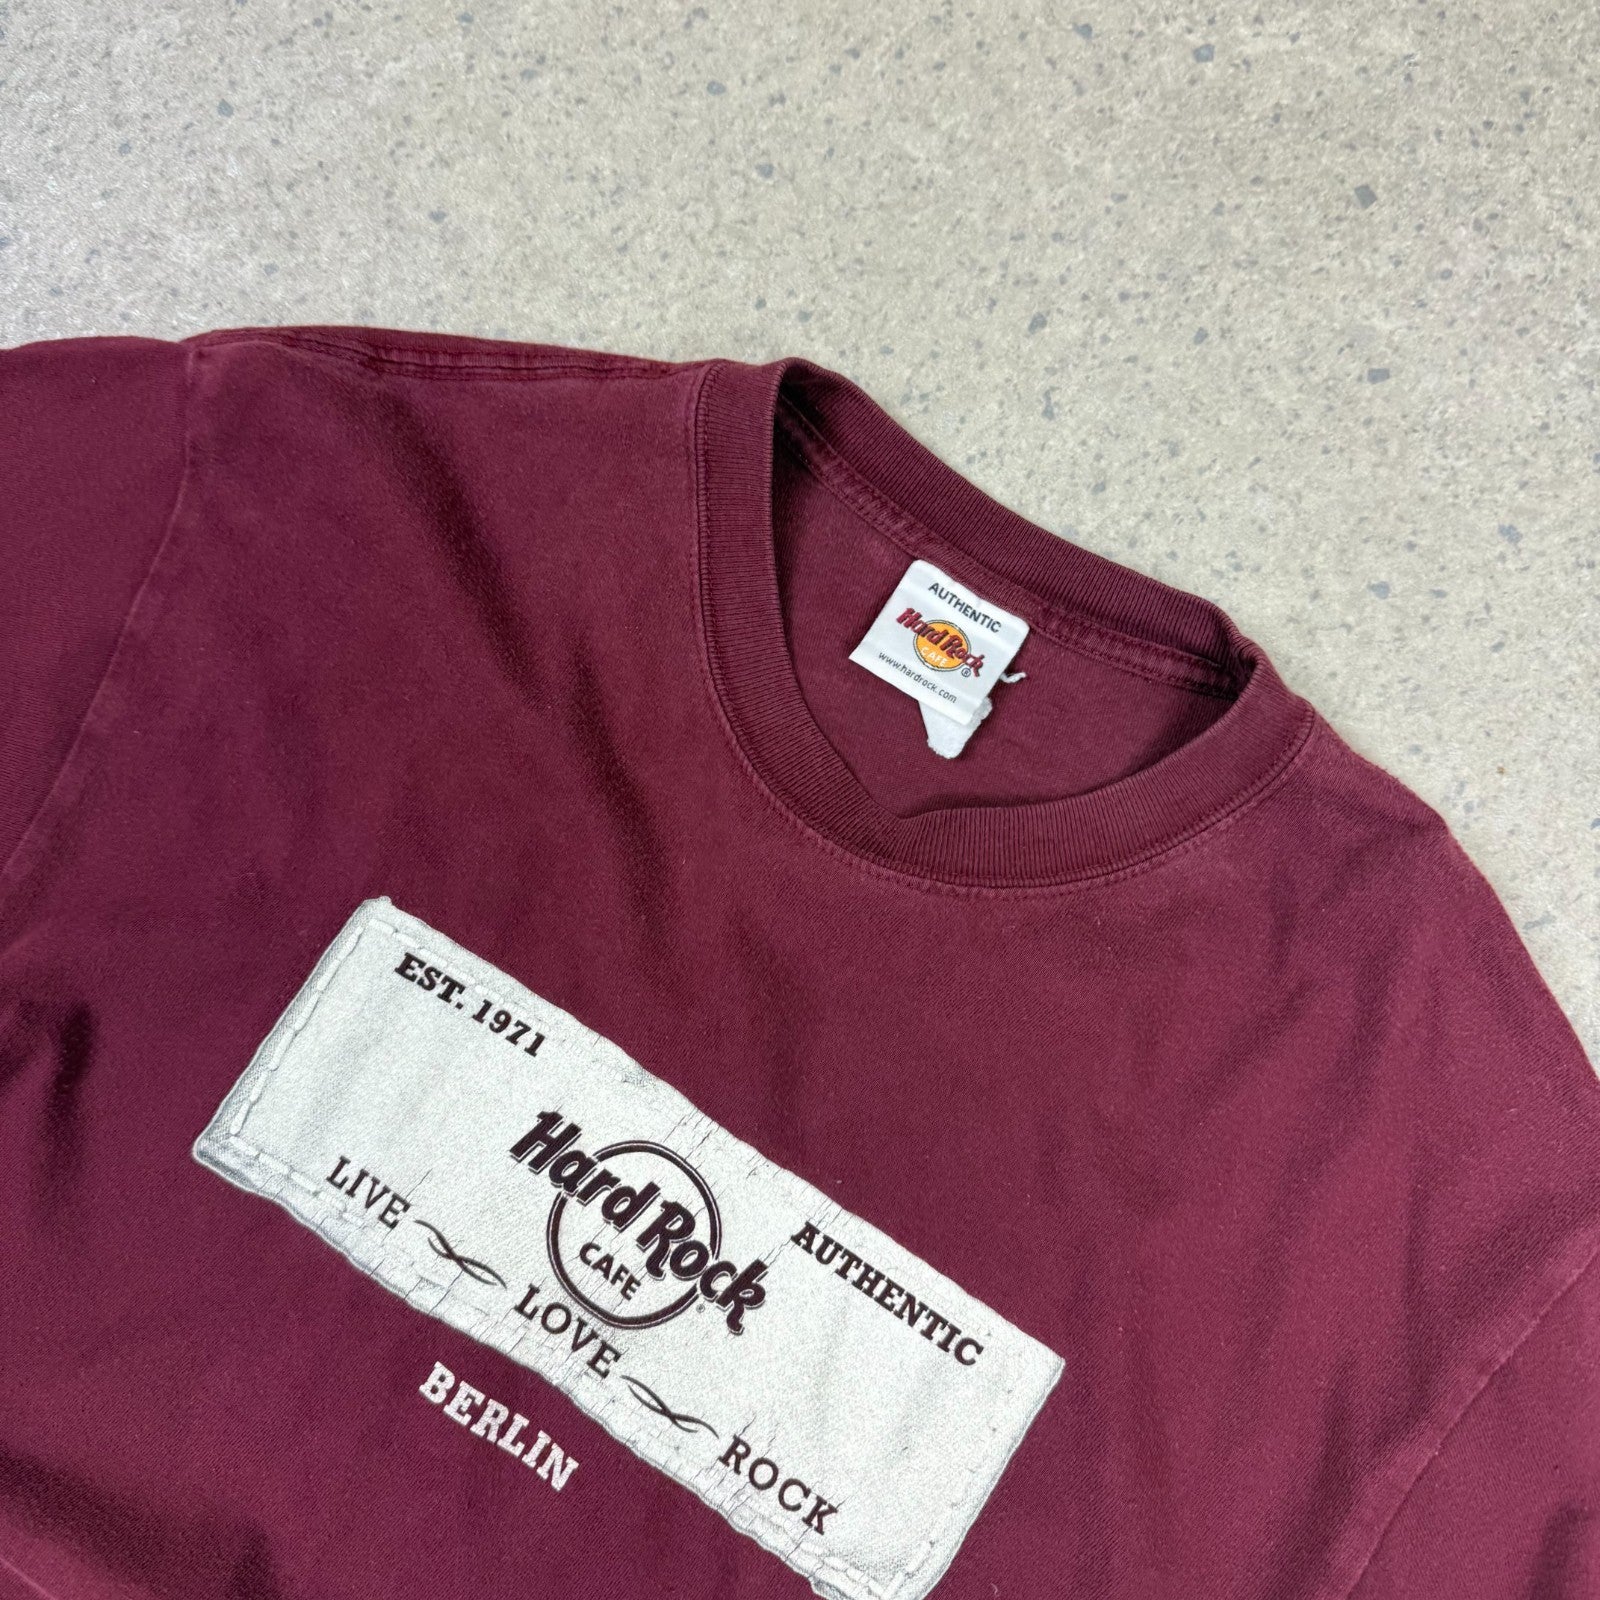 AUTHENTIC
Hard Rock
CAFE
®
www.hardrock.com
EST. 1971
Hard Rock
CAFE
®
AUTHENTIC
LIVE LOVE ROCK
BERLIN